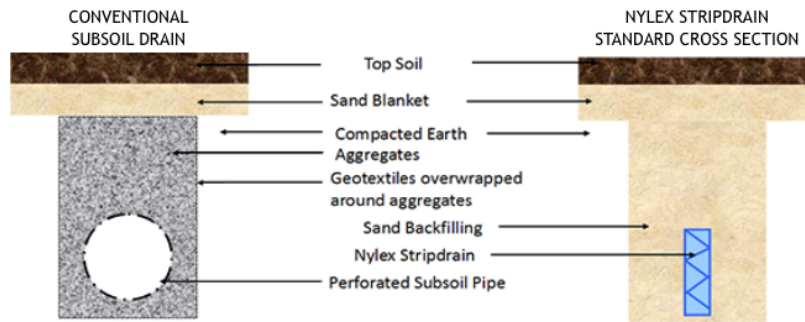 CONVENTIONAL
SUBSOIL DRAIN
NYLEX STRIPDRAIN
STANDARD CROSS SECTION
Top Soil
Sand Blanket
Compacted Earth
Aggregates
Geotextiles overwrapped
around aggregates
Sand Backfilling
Nylex Stripdrain
Perforated Subsoil Pipe